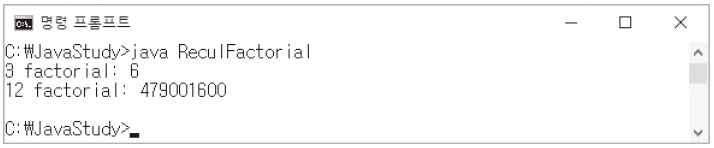 명령 프롬프트
C:₩JavaStudy>java ReculFactorial
3 factorial: 6
12 factorial: 479001600
C:₩JavaStudy>